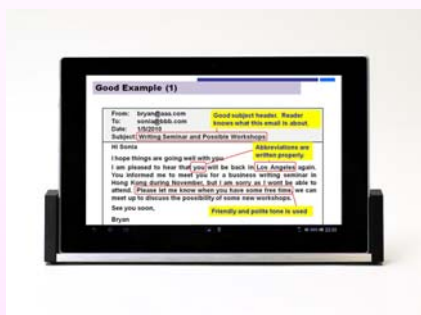 Good Example (1)
From: bryan@aaa.com
To: sonia@bbb.com
Date: 1/5/2010
Subject: Writing Seminar and Possible Workshops
Good subject header. Reader
knows what this email is about.
Hi Sonia
Abbreviations are
written properly.
I hope things are going well with you.
I am pleased to hear that you will be back in Los Angeles again.
You informed me to meet you for a business writing seminar in
Hong Kong during November, but I am sorry as I wont be able to
attend. Please let me know when you have some free time, we can
meet up to discuss the possibility of some new workshops.
See you soon,
Friendly and polite tone is used
Bryan